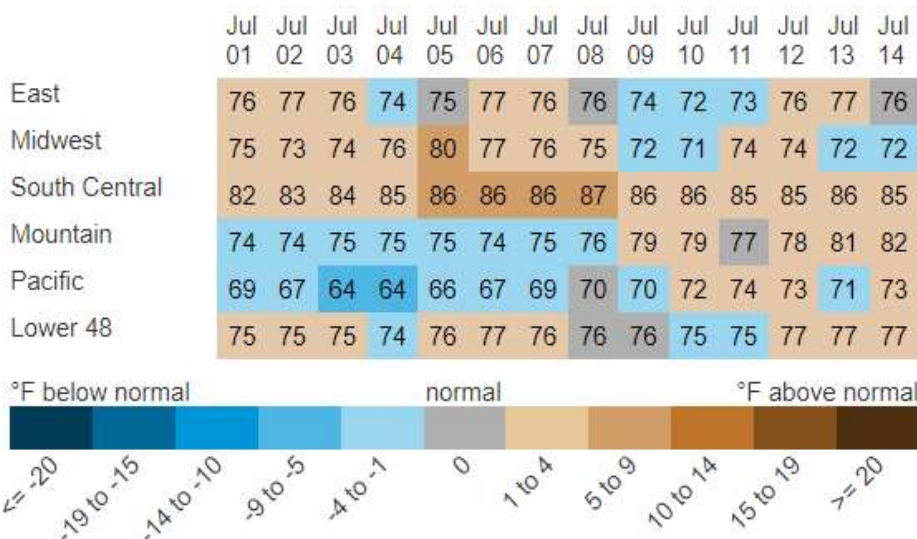 Jul Jul Jul Jul Jul Jul Jul Jul Jul Jul Jul Jul Jul Jul
01 02 03 04 05 06 07 08 09 10 11 12 13 14
East 76 77 76 74 75 77 76 76 74 72 73 76 77 76
Midwest 75 73 74 76 80 77 76 75 72 71 74 74 72 72
South Central 82 83 84 85 86 86 86 87 86 86 85 85 86 85
Mountain 74 74 75 75 75 74 75 76 79 79 77 78 81 82
Pacific 69 67 64 64 66 67 69 70 70 72 74 73 71 73
Lower 48 75 75 75 74 76 77 76 76 76 75 75 77 77 77
°F below normal normal °F above normal
<= -20 -19 to -15 -14 to -10 -9 to -5 -4 to -1 0 1 to 4 5 to 9 10 to 14 15 to 19 >= 20